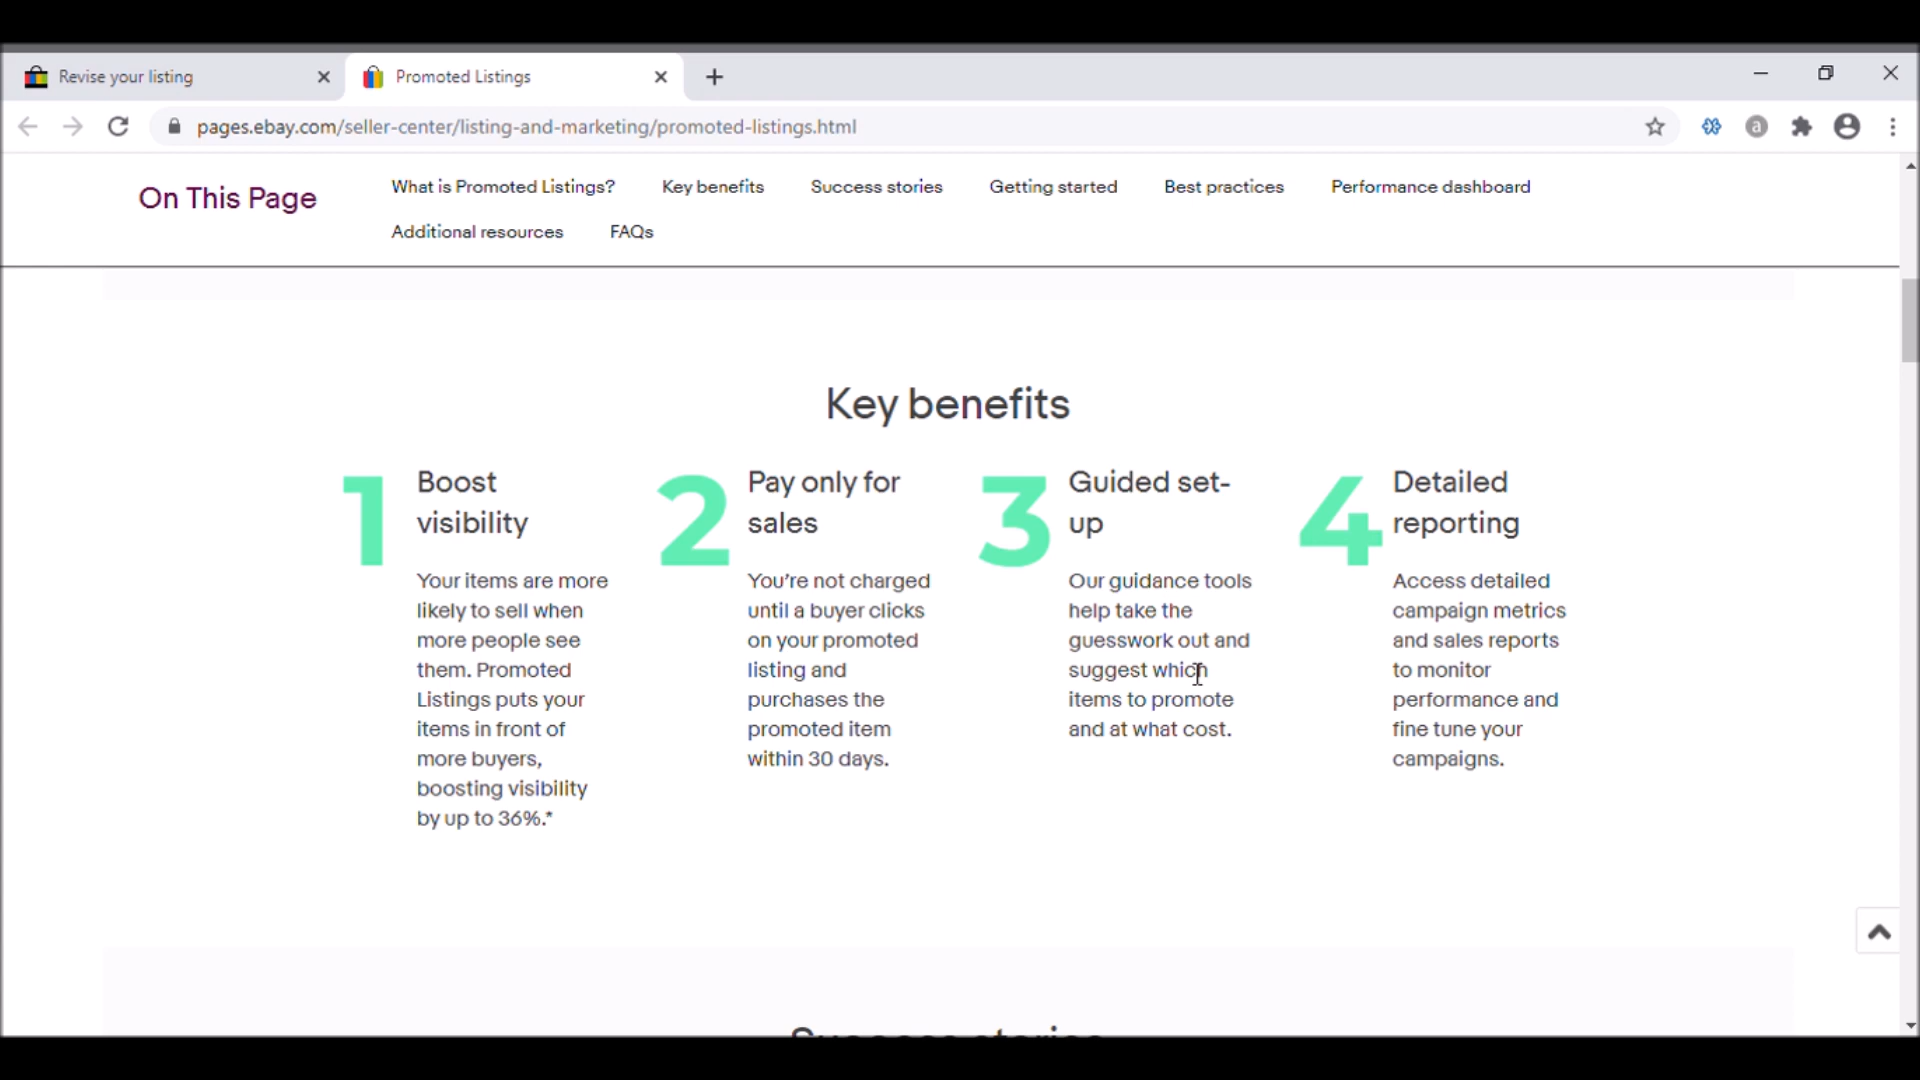 Revise your listing
Promoted Listings
pages.ebay.com/seller-center/listing-and-marketing/promoted-listings.html
a
On This Page
What is Promoted Listings? Key benefits Success stories Getting started Best practices Performance dashboard
Additional resources FAQs
Key benefits
1
Boost
visibility
Your items are more
likely to sell when
more people see
them. Promoted
Listings puts your
items in front of
more buyers,
boosting visibility
by up to 36%.*
2
Pay only for
sales
You’re not charged
until a buyer clicks
on your promoted
listing and
purchases the
promoted item
within 30 days.
3
Guided set-
up
Our guidance tools
help take the
guesswork out and
suggest which
items to promote
and at what cost.
4
Detailed
reporting
Access detailed
campaign metrics
and sales reports
to monitor
performance and
fine tune your
campaigns.
Success stories